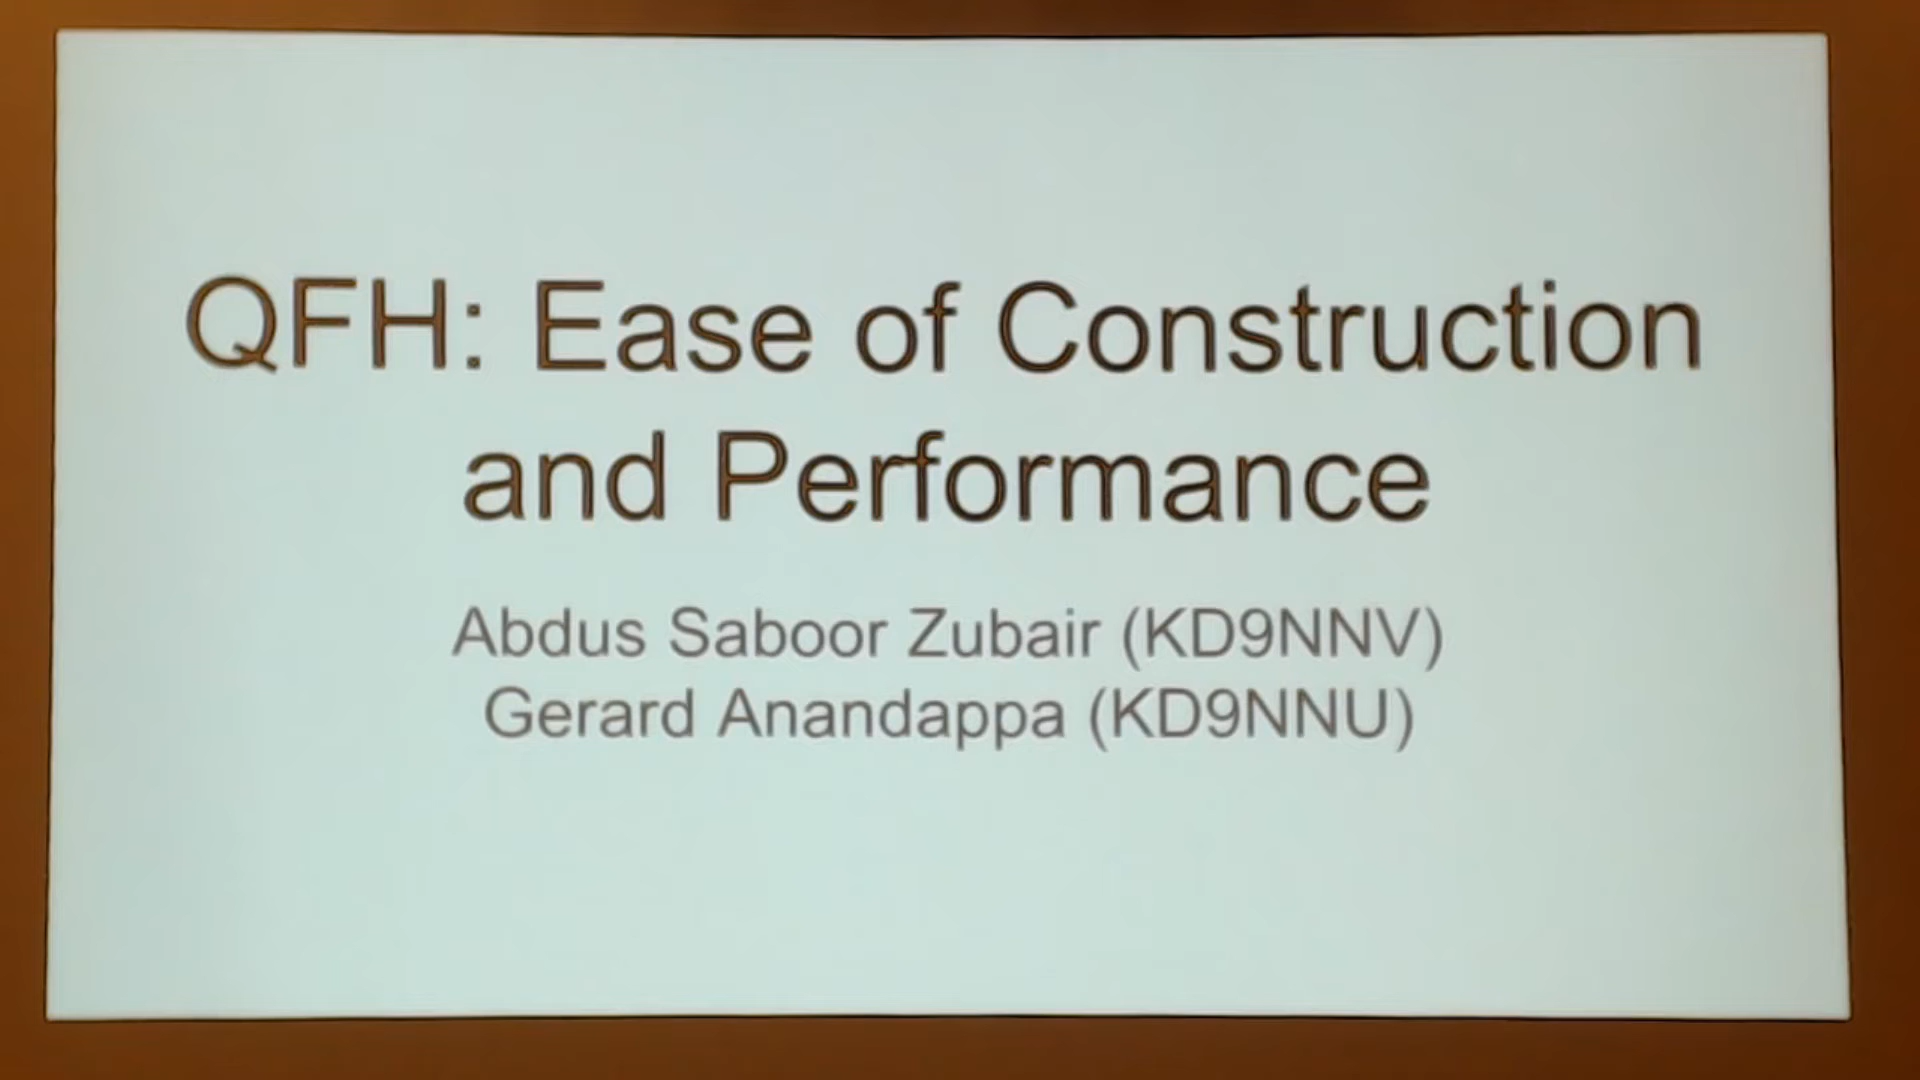 QFH: Ease of Construction
and Performance
Abdus Saboor Zubair (KD9NNV)
Gerard Anandappa (KD9NNU)